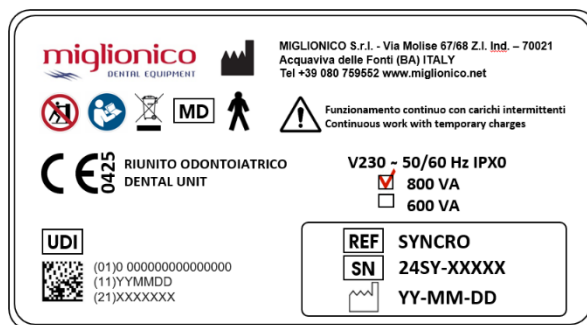 miglionico
DENTAL EQUIPMENT
MIGLIONICO S.r.l. - Via Molise 67/68 Z.I. Ind. – 70021
Acquaviva delle Fonti (BA) ITALY
Tel +39 080 759552 www.miglionico.net
MD
Funzionamento continuo con carichi intermittenti
Continuous work with temporary charges
CE 0425
RIUNITO ODONTOIATRICO
DENTAL UNIT
V230 ~ 50/60 Hz IPX0
800 VA
600 VA
UDI
(01)0 000000000000000
(11)YYMMDD
(21)XXXXXXX
REF SYNCRO
SN 24SY-XXXXX
YY-MM-DD